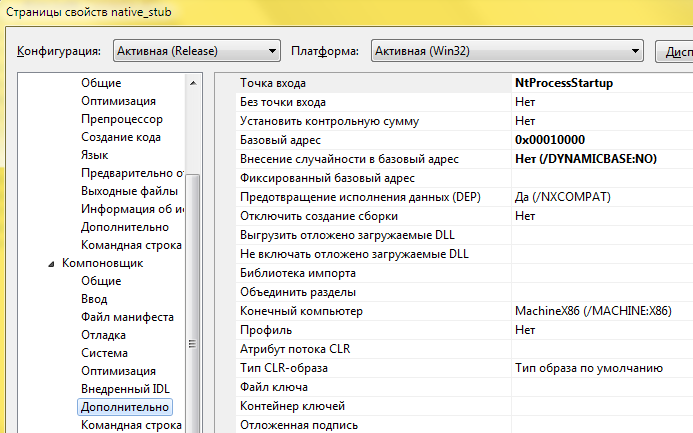 Страницы свойств native_stub
Конфигурация: Активная (Release) Платформа: Активная (Win32) Дисп
Общие
Оптимизация
Препроцессор
Создание кода
Язык
Предварительно от
Выходные файлы
Информация об ис
Дополнительно
Командная строка
Компоновщик
Общие
Ввод
Файл манифеста
Отладка
Система
Оптимизация
Внедренный IDL
Дополнительно
Командная строка
Точка входа NtProcessStartup
Без точки входа Нет
Установить контрольную сумму Нет
Базовый адрес 0x00010000
Внесение случайности в базовый адрес Нет (/DYNAMICBASE:NO)
Фиксированный базовый адрес
Предотвращение исполнения данных (DEP) Да (/NXCOMPAT)
Отключить создание сборки Нет
Выгрузить отложено загружаемые DLL
Не включать отложено загружаемые DLL
Библиотека импорта
Объединить разделы
Конечный компьютер MachineX86 (/MACHINE:X86)
Профиль Нет
Атрибут потока CLR
Тип CLR-образа Тип образа по умолчанию
Файл ключа
Контейнер ключей
Отложенная подпись